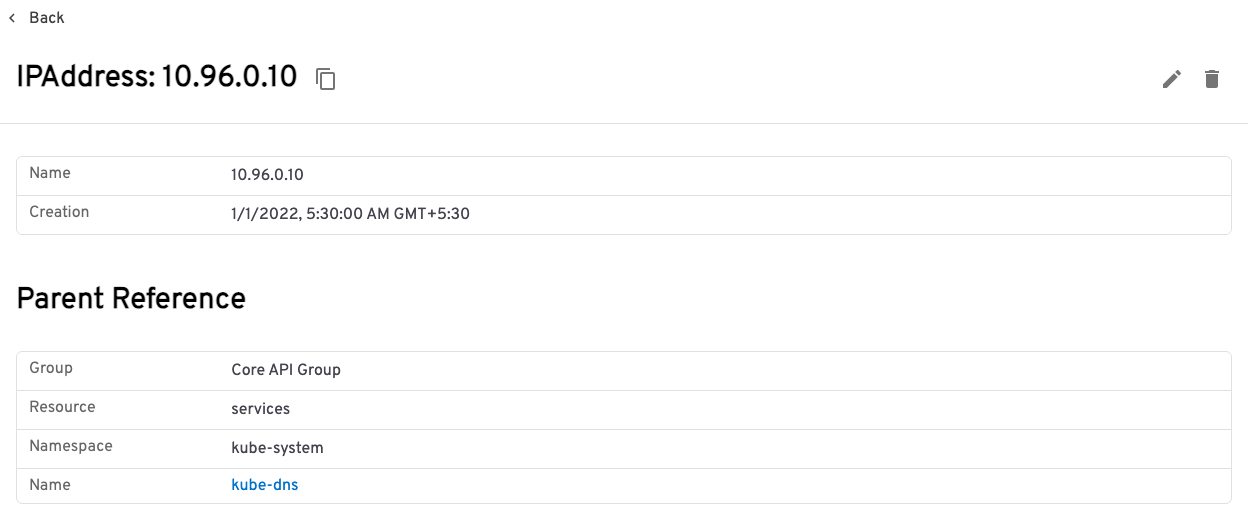 Back
IPAddress: 10.96.0.10
Name 10.96.0.10
Creation 1/1/2022, 5:30:00 AM GMT+5:30
Parent Reference
Group Core API Group
Resource services
Namespace kube-system
Name kube-dns